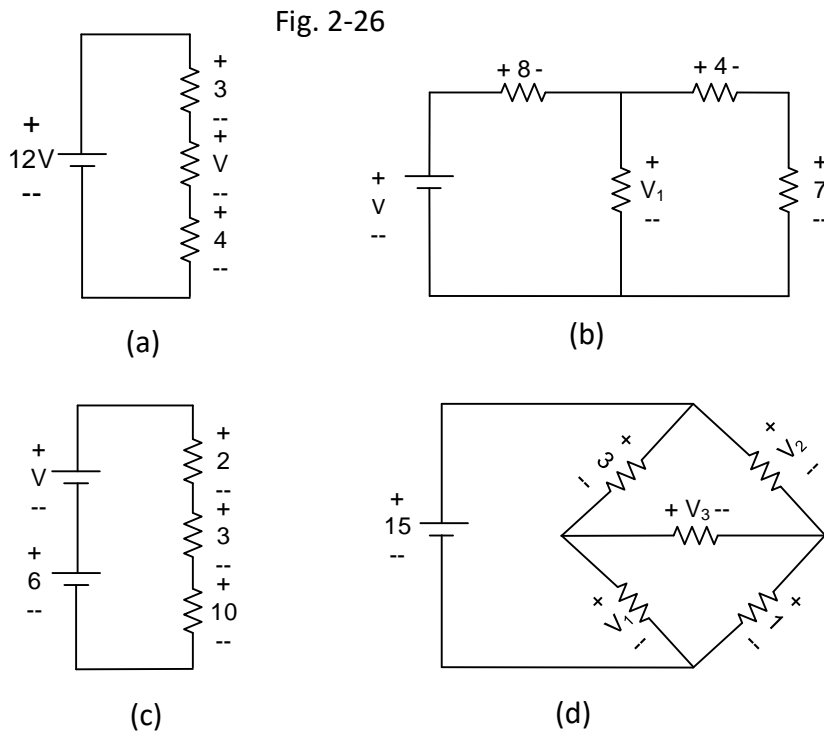 Fig. 2-26
+
3
--
+
V
--
+
4
--
+
12V
--
(a)
+ 8 -
+ 4 -
+
V
--
+
V₁
--
+
7
--
(b)
+
V
--
+
6
--
+
2
--
+
3
--
+
10
--
(c)
+
15
--
+ 3 --
+ V₂ --
+ V₃ --
+ V₁ --
+ 1 --
(d)